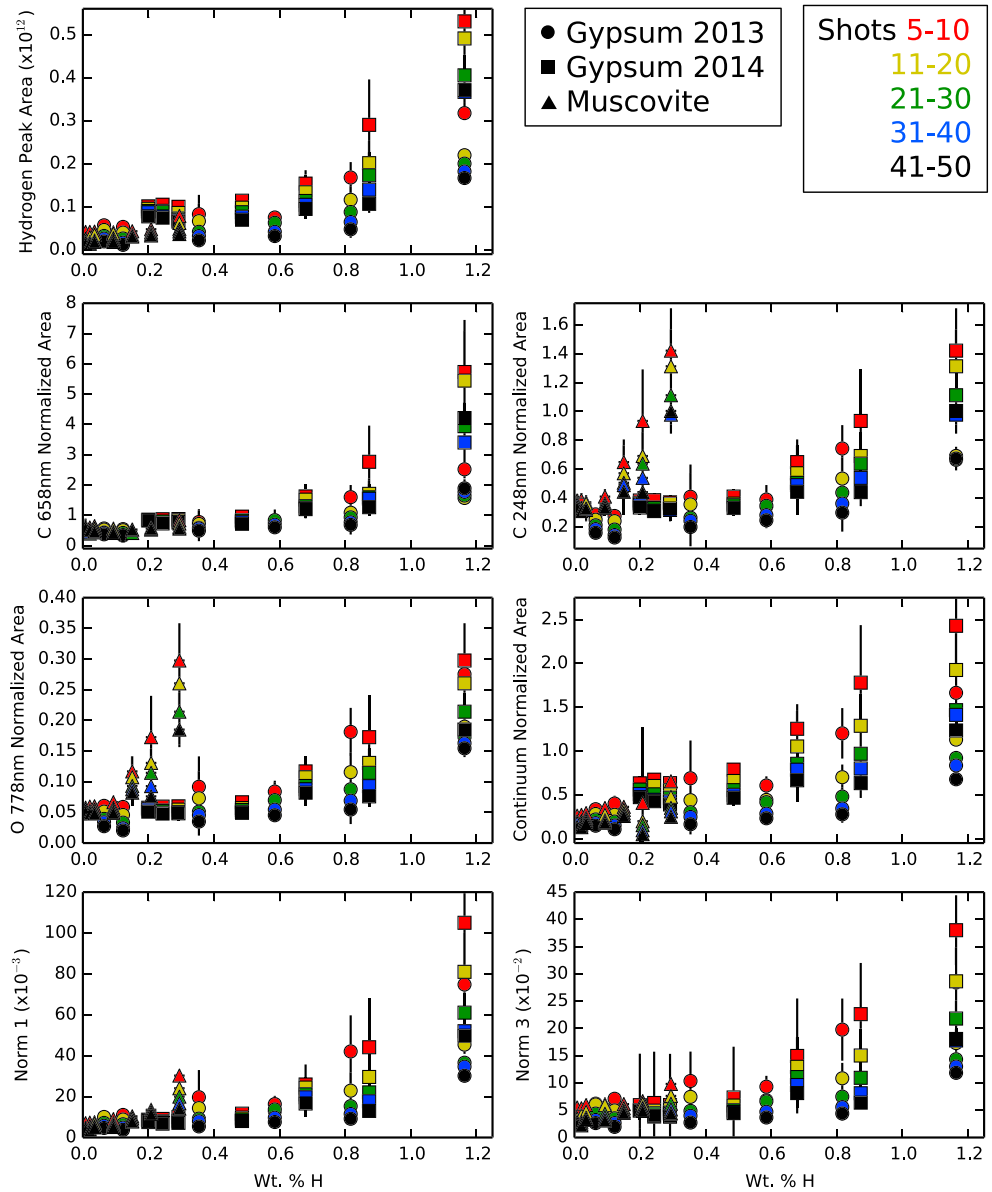 Hydrogen Peak Area (x10^12)
0.5
0.4
0.3
0.2
0.1
0.0
0.0 0.2 0.4 0.6 0.8 1.0 1.2
Gypsum 2013
Gypsum 2014
Muscovite
Shots 5-10
11-20
21-30
31-40
41-50
C 658nm Normalized Area
8
7
6
5
4
3
2
1
0
0.0 0.2 0.4 0.6 0.8 1.0 1.2
C 248nm Normalized Area
1.6
1.4
1.2
1.0
0.8
0.6
0.4
0.2
0.0 0.2 0.4 0.6 0.8 1.0 1.2
O 778nm Normalized Area
0.40
0.35
0.30
0.25
0.20
0.15
0.10
0.05
0.00
0.0 0.2 0.4 0.6 0.8 1.0 1.2
Continuum Normalized Area
2.5
2.0
1.5
1.0
0.5
0.0
0.0 0.2 0.4 0.6 0.8 1.0 1.2
Norm 1 (x10^−3)
120
100
80
60
40
20
0
0.0 0.2 0.4 0.6 0.8 1.0 1.2
Wt. % H
Norm 3 (x10^−2)
45
40
35
30
25
20
15
10
5
0
0.0 0.2 0.4 0.6 0.8 1.0 1.2
Wt. % H